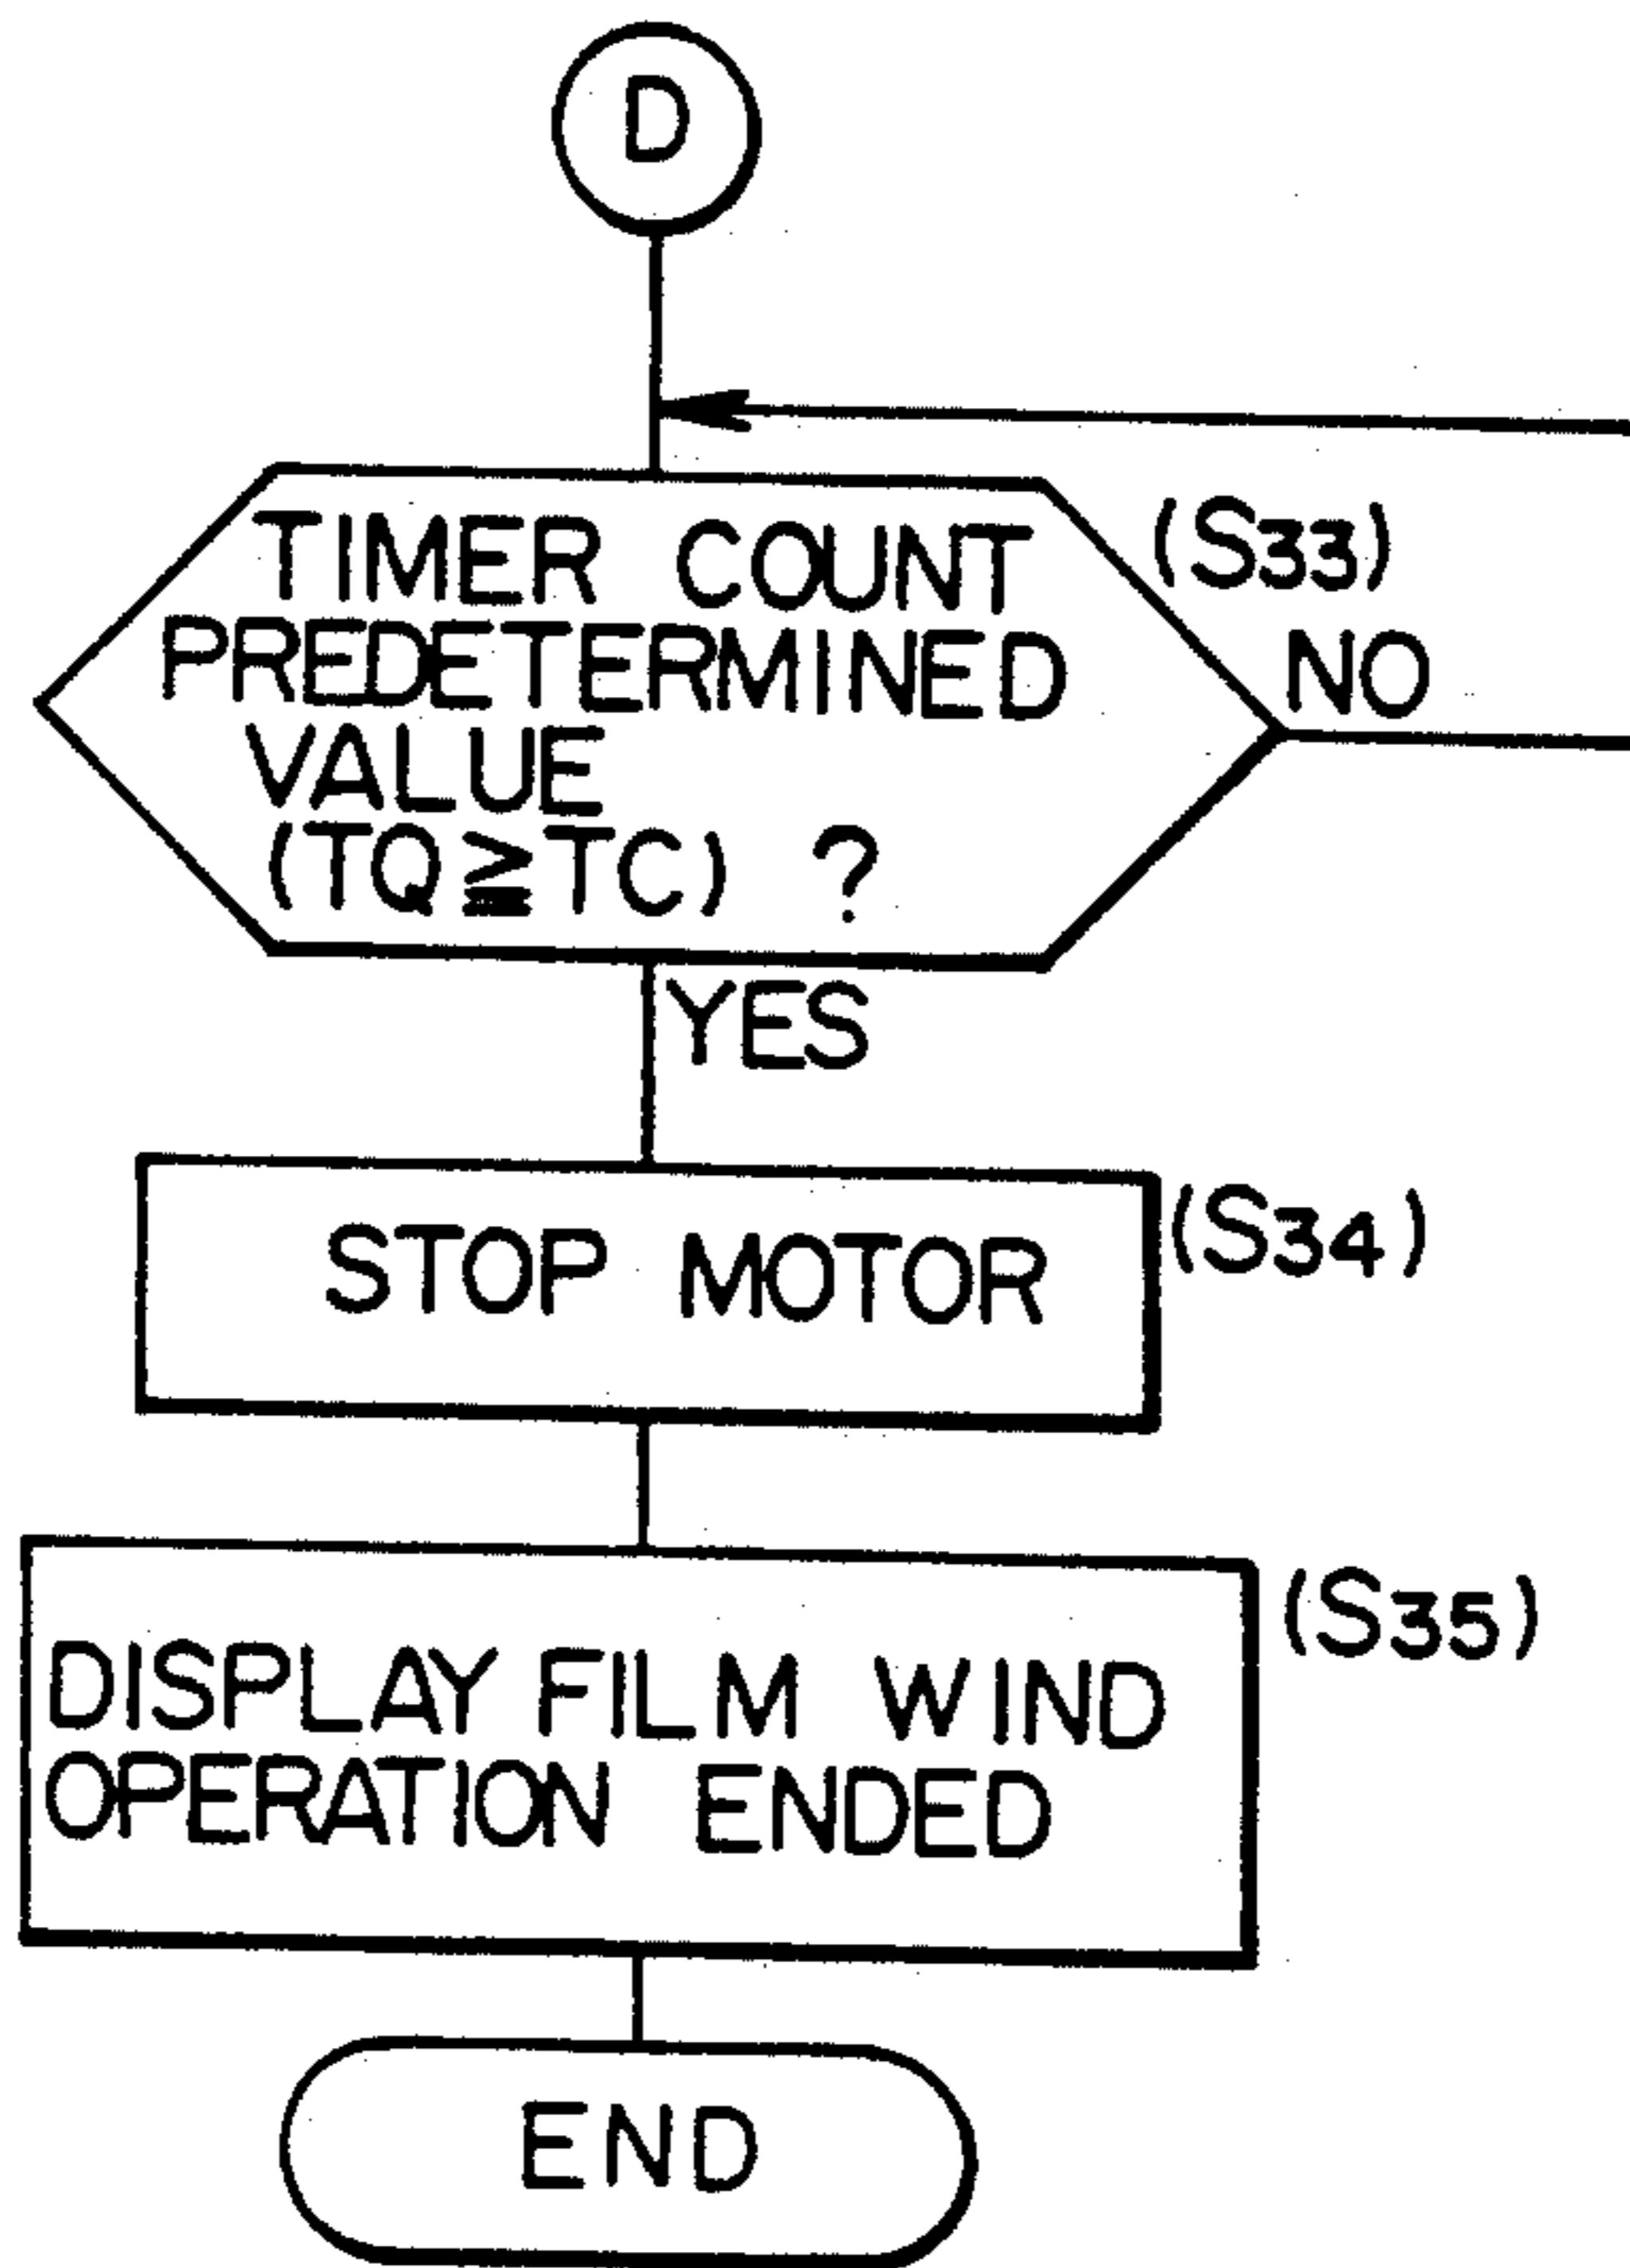 D
TIMER COUNT
PREDETERMINED
VALUE
(TQ≧TC) ?
(S33)
NO
YES
STOP MOTOR
(S34)
DISPLAY FILM WIND
OPERATION ENDED
(S35)
END